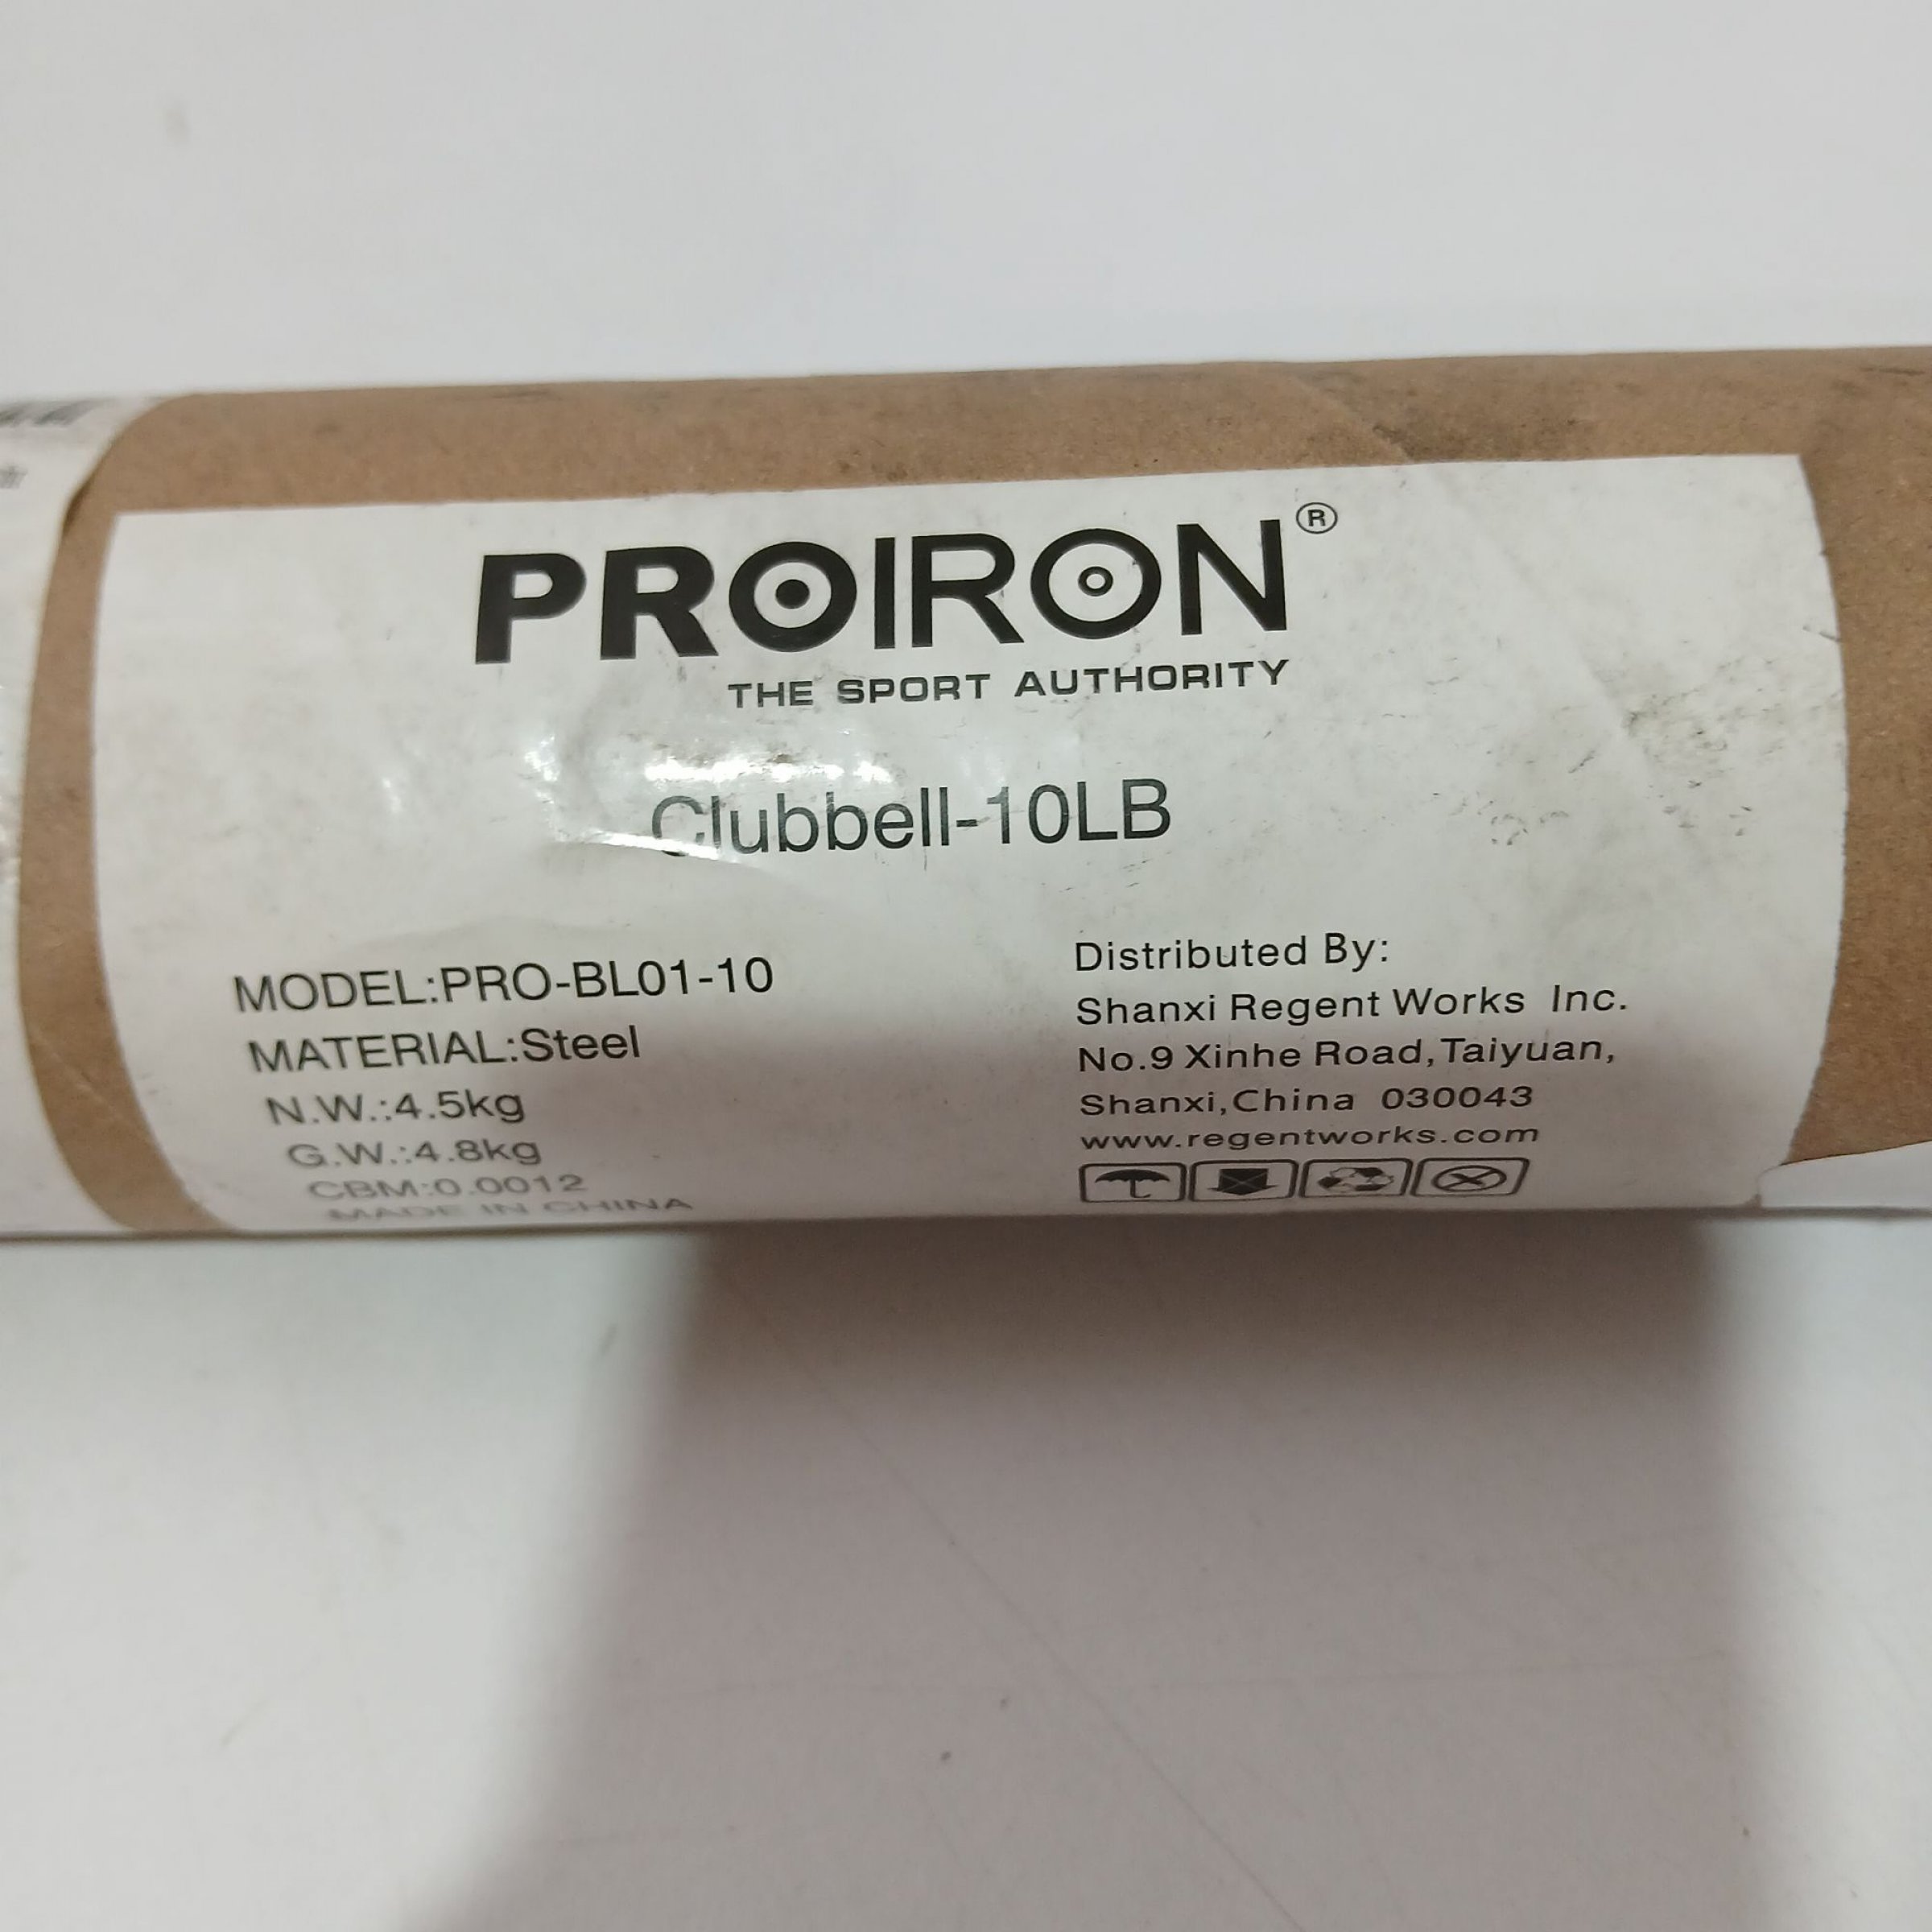 PROIRON®
THE SPORT AUTHORITY
Clubbell-10LB
MODEL:PRO-BL01-10
MATERIAL:Steel
N.W.:4.5kg
G.W.:4.8kg
CBM:0.0012
MADE IN CHINA
Distributed By:
Shanxi Regent Works Inc.
No.9 Xinhe Road,Taiyuan,
Shanxi,China 030043
www.regentworks.com